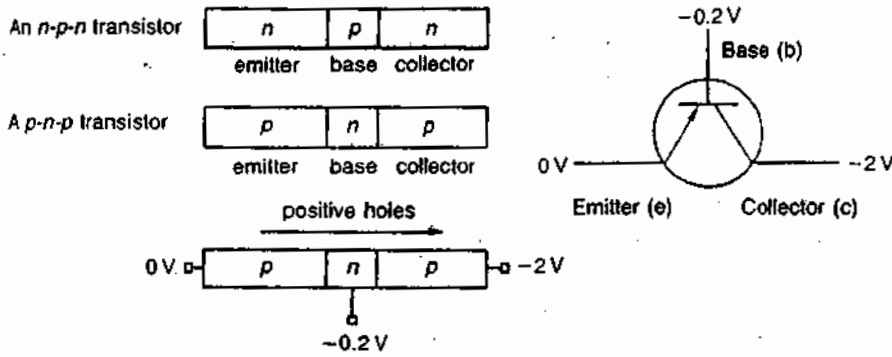 An n-p-n transistor
n p n
emitter base collector
A p-n-p transistor
p n p
emitter base collector
positive holes
0 V p n p −2 V
−0.2 V
−0.2 V
Base (b)
0 V −2 V
Emitter (e) Collector (c)